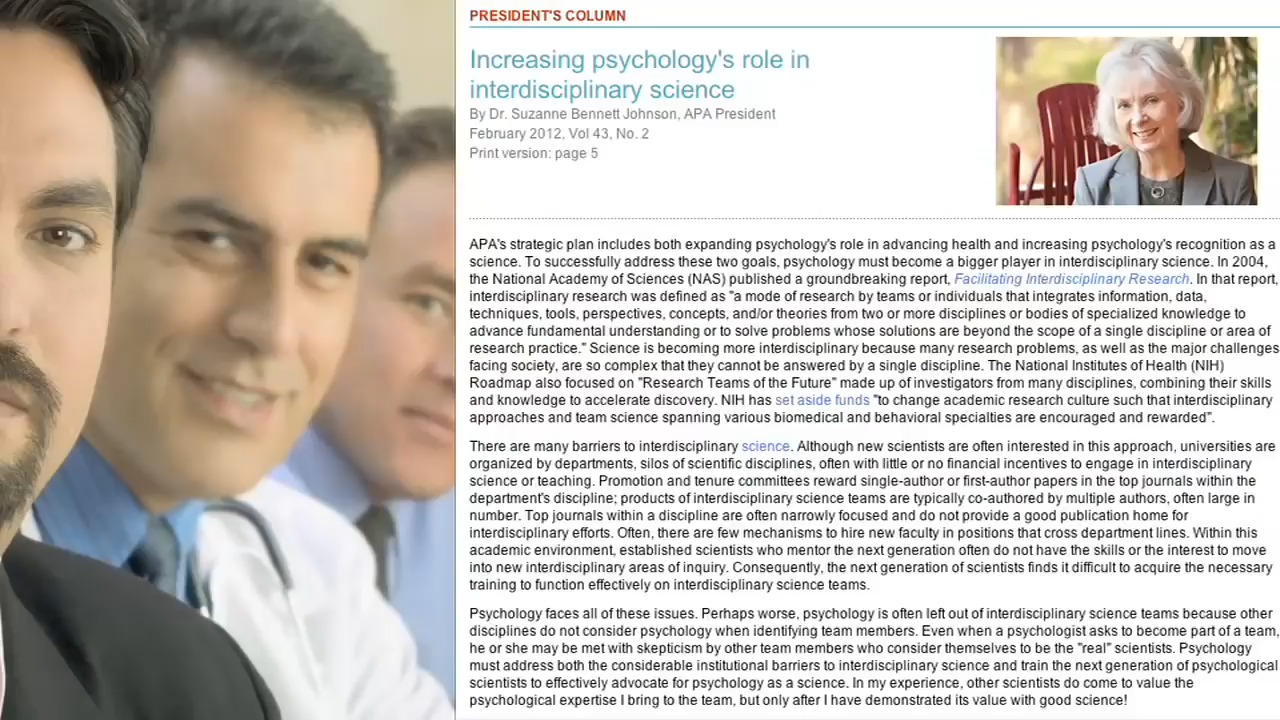 PRESIDENT'S COLUMN
Increasing psychology's role in
interdisciplinary science
By Dr. Suzanne Bennett Johnson, APA President
February 2012, Vol 43, No. 2
Print version: page 5
APA's strategic plan includes both expanding psychology's role in advancing health and increasing psychology's recognition as a
science. To successfully address these two goals, psychology must become a bigger player in interdisciplinary science. In 2004,
the National Academy of Sciences (NAS) published a groundbreaking report, Facilitating Interdisciplinary Research. In that report,
interdisciplinary research was defined as "a mode of research by teams or individuals that integrates information, data,
techniques, tools, perspectives, concepts, and/or theories from two or more disciplines or bodies of specialized knowledge to
advance fundamental understanding or to solve problems whose solutions are beyond the scope of a single discipline or area of
research practice." Science is becoming more interdisciplinary because many research problems, as well as the major challenges
facing society, are so complex that they cannot be answered by a single discipline. The National Institutes of Health (NIH)
Roadmap also focused on "Research Teams of the Future" made up of investigators from many disciplines, combining their skills
and knowledge to accelerate discovery. NIH has set aside funds "to change academic research culture such that interdisciplinary
approaches and team science spanning various biomedical and behavioral specialties are encouraged and rewarded".
There are many barriers to interdisciplinary science. Although new scientists are often interested in this approach, universities are
organized by departments, silos of scientific disciplines, often with little or no financial incentives to engage in interdisciplinary
science or teaching. Promotion and tenure committees reward single-author or first-author papers in the top journals within the
department's discipline; products of interdisciplinary science teams are typically co-authored by multiple authors, often large in
number. Top journals within a discipline are often narrowly focused and do not provide a good publication home for
interdisciplinary efforts. Often, there are few mechanisms to hire new faculty in positions that cross department lines. Within this
academic environment, established scientists who mentor the next generation often do not have the skills or the interest to move
into new interdisciplinary areas of inquiry. Consequently, the next generation of scientists finds it difficult to acquire the necessary
training to function effectively on interdisciplinary science teams.
Psychology faces all of these issues. Perhaps worse, psychology is often left out of interdisciplinary science teams because other
disciplines do not consider psychology when identifying team members. Even when a psychologist asks to become part of a team,
he or she may be met with skepticism by other team members who consider themselves to be the "real" scientists. Psychology
must address both the considerable institutional barriers to interdisciplinary science and train the next generation of psychological
scientists to effectively advocate for psychology as a science. In my experience, other scientists do come to value the
psychological expertise I bring to the team, but only after I have demonstrated its value with good science!